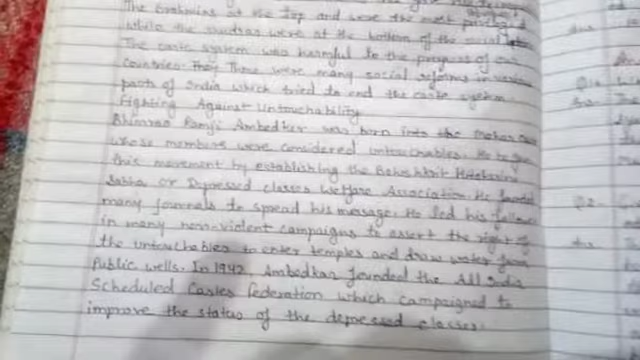 The Brahmins at the top and were the most
while the sudras were at the bottom of the social
The caste system was harmful to the progress of our
Countries. There were many social reforms in various
parts of India which tried to end the caste system.
Fighting Against Untouchability
Bhimrao Ramji Ambedkar was born into the Mahar
whose members were considered untouchables. He began
this movement by establishing the Bahishkrit Hitakarini
Sabha or Depressed classes Welfare Association. He founded
many journals to spread his message. He led his
in many non-violent campaigns to assert the right of
the untouchables to enter temples and draw water from
Public wells. In 1942, Ambedkar founded the All India
Scheduled Castes federation which campaigned to
improve the status of the depressed classes.